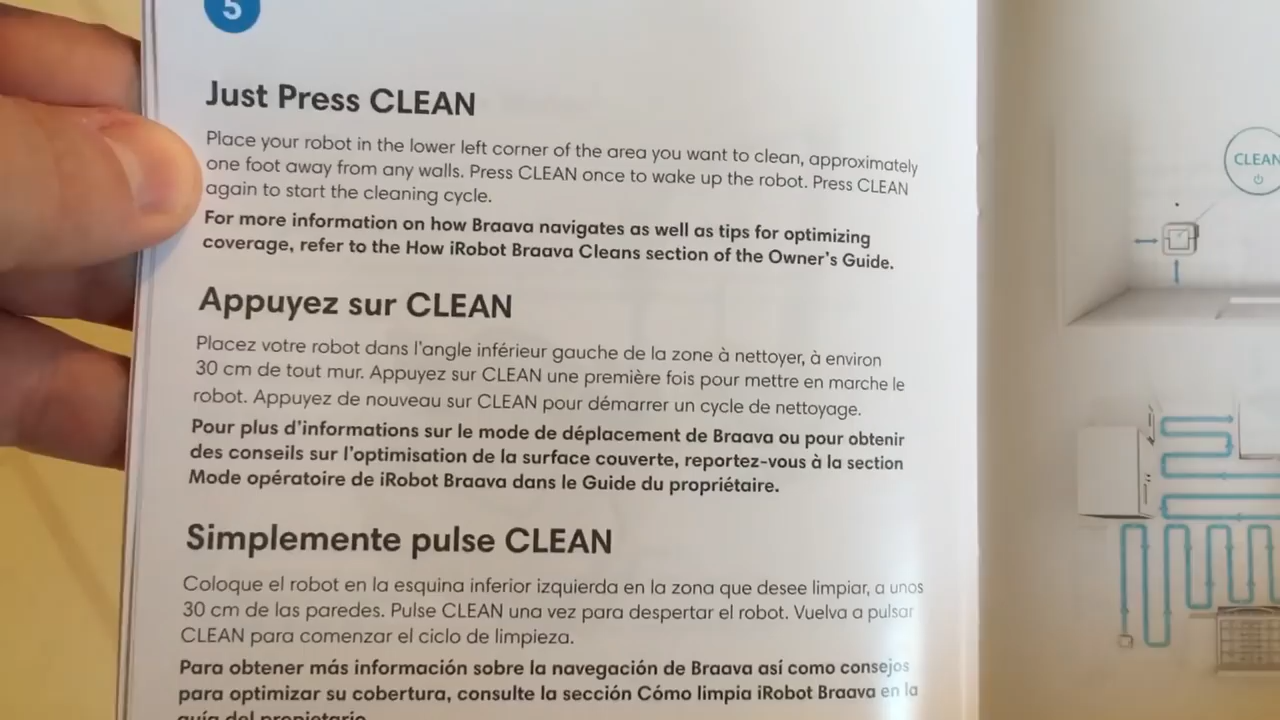 5
Just Press CLEAN
Place your robot in the lower left corner of the area you want to clean, approximately
one foot away from any walls. Press CLEAN once to wake up the robot. Press CLEAN
again to start the cleaning cycle.
For more information on how Braava navigates as well as tips for optimizing
coverage, refer to the How iRobot Braava Cleans section of the Owner's Guide.
Appuyez sur CLEAN
Placez votre robot dans l'angle inférieur gauche de la zone à nettoyer, à environ
30 cm de tout mur. Appuyez sur CLEAN une première fois pour mettre en marche le
robot. Appuyez de nouveau sur CLEAN pour démarrer un cycle de nettoyage.
Pour plus d'informations sur le mode de déplacement de Braava ou pour obtenir
des conseils sur l'optimisation de la surface couverte, reportez-vous à la section
Mode opératoire de iRobot Braava dans le Guide du propriétaire.
Simplemente pulse CLEAN
Coloque el robot en la esquina inferior izquierda en la zona que desee limpiar, a unos
30 cm de las paredes. Pulse CLEAN una vez para despertar el robot. Vuelva a pulsar
CLEAN para comenzar el ciclo de limpieza.
Para obtener más información sobre la navegación de Braava así como consejos
para optimizar su cobertura, consulte la sección Cómo limpia iRobot Braava en la
guía del propietario.
CLEAN